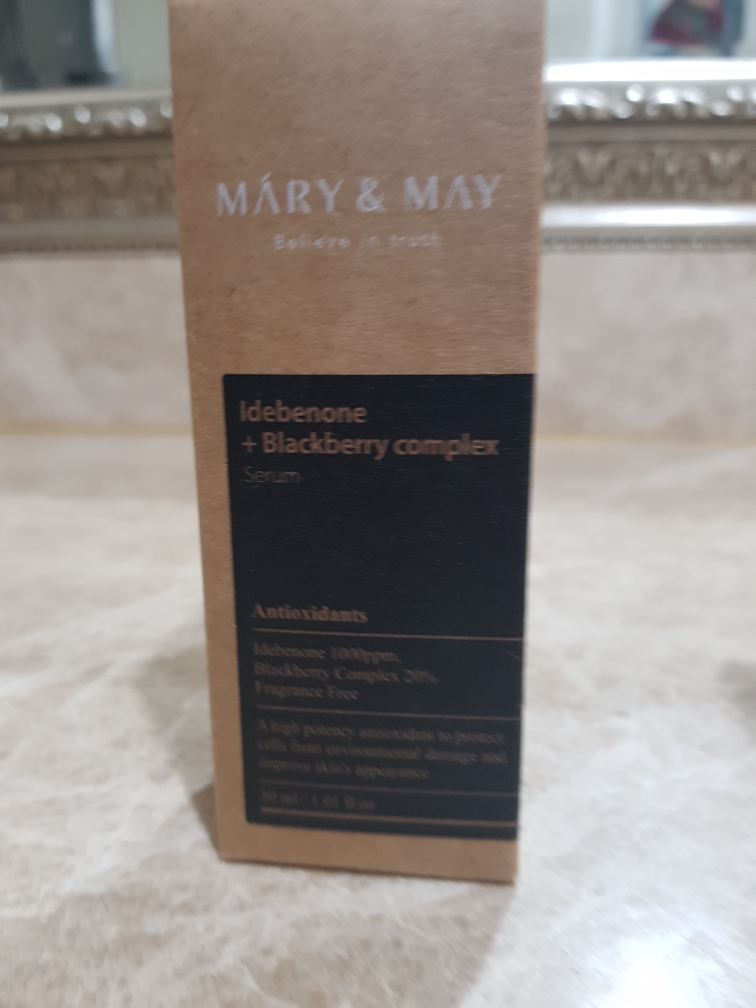 MÁRY & MAY
Believe in truth
Idebenone
+ Blackberry complex
Serum
Antioxidants
Idebenone 1000ppm,
Blackberry Complex 20%
Fragrance Free
A high potency antioxidant to protect
cells from environmental damage and
improve skin's appearance
30 ml / 1.01 fl oz